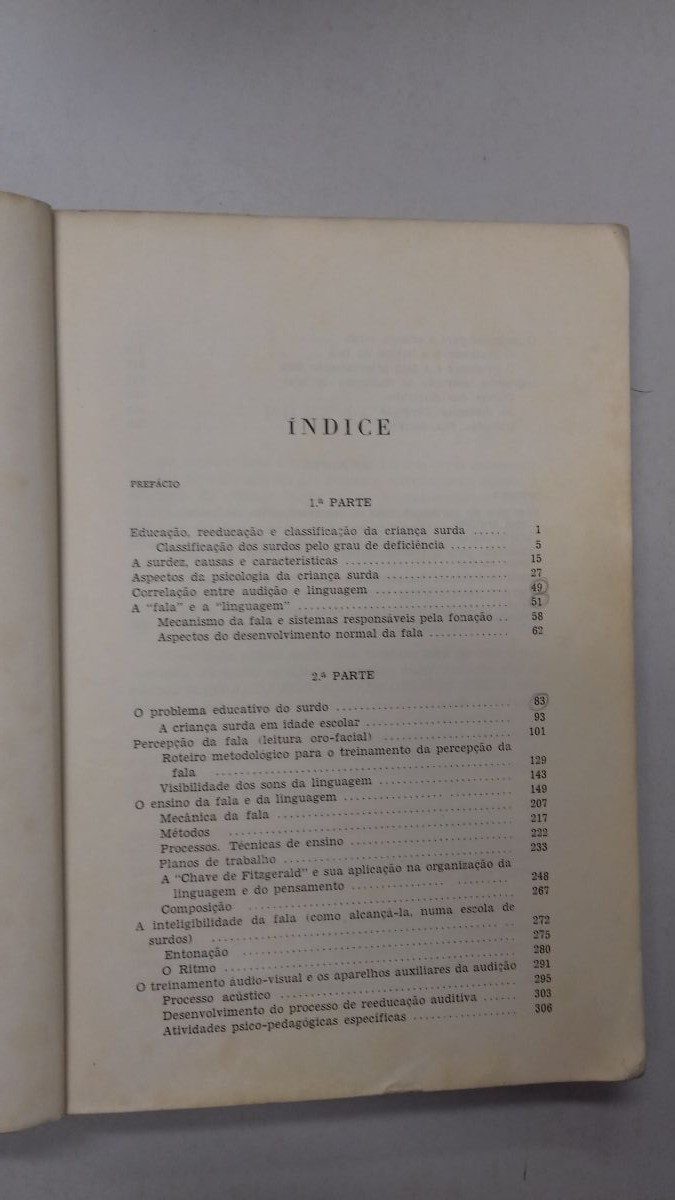 ÍNDICE
PREFÁCIO
1.ª PARTE
Educação, reeducação e classificação da criança surda ...... 1
Classificação dos surdos pelo grau de deficiência .......... 5
A surdez, causas e características ........................ 15
Aspectos da psicologia da criança surda .................. 27
Correlação entre audição e linguagem .................... 49
A "fala" e a "linguagem" ................................ 51
Mecanismo da fala e sistemas responsáveis pela fonação .. 58
Aspectos do desenvolvimento normal da fala ............. 62
2.ª PARTE
O problema educativo do surdo .......................... 83
A criança surda em idade escolar ...................... 93
Percepção da fala (leitura oro-facial) .................... 101
Roteiro metodológico para o treinamento da percepção da
fala .............................................. 129
Visibilidade dos sons da linguagem .................... 143
O ensino da fala e da linguagem ........................ 149
Mecânica da fala ...................................... 207
Métodos .............................................. 217
Processos. Técnicas de ensino ......................... 222
Planos de trabalho .................................... 233
A "Chave de Fitzgerald" e sua aplicação na organização da
linguagem e do pensamento ........................ 248
Composição .......................................... 267
A inteligibilidade da fala (como alcançá-la, numa escola de
surdos) .............................................. 272
Entonação ............................................ 275
O Ritmo .............................................. 280
O treinamento áudio-visual e os aparelhos auxiliares da audição 291
Processo acústico ..................................... 295
Desenvolvimento do processo de reeducação auditiva ...... 303
Atividades psico-pedagógicas específicas ................ 306